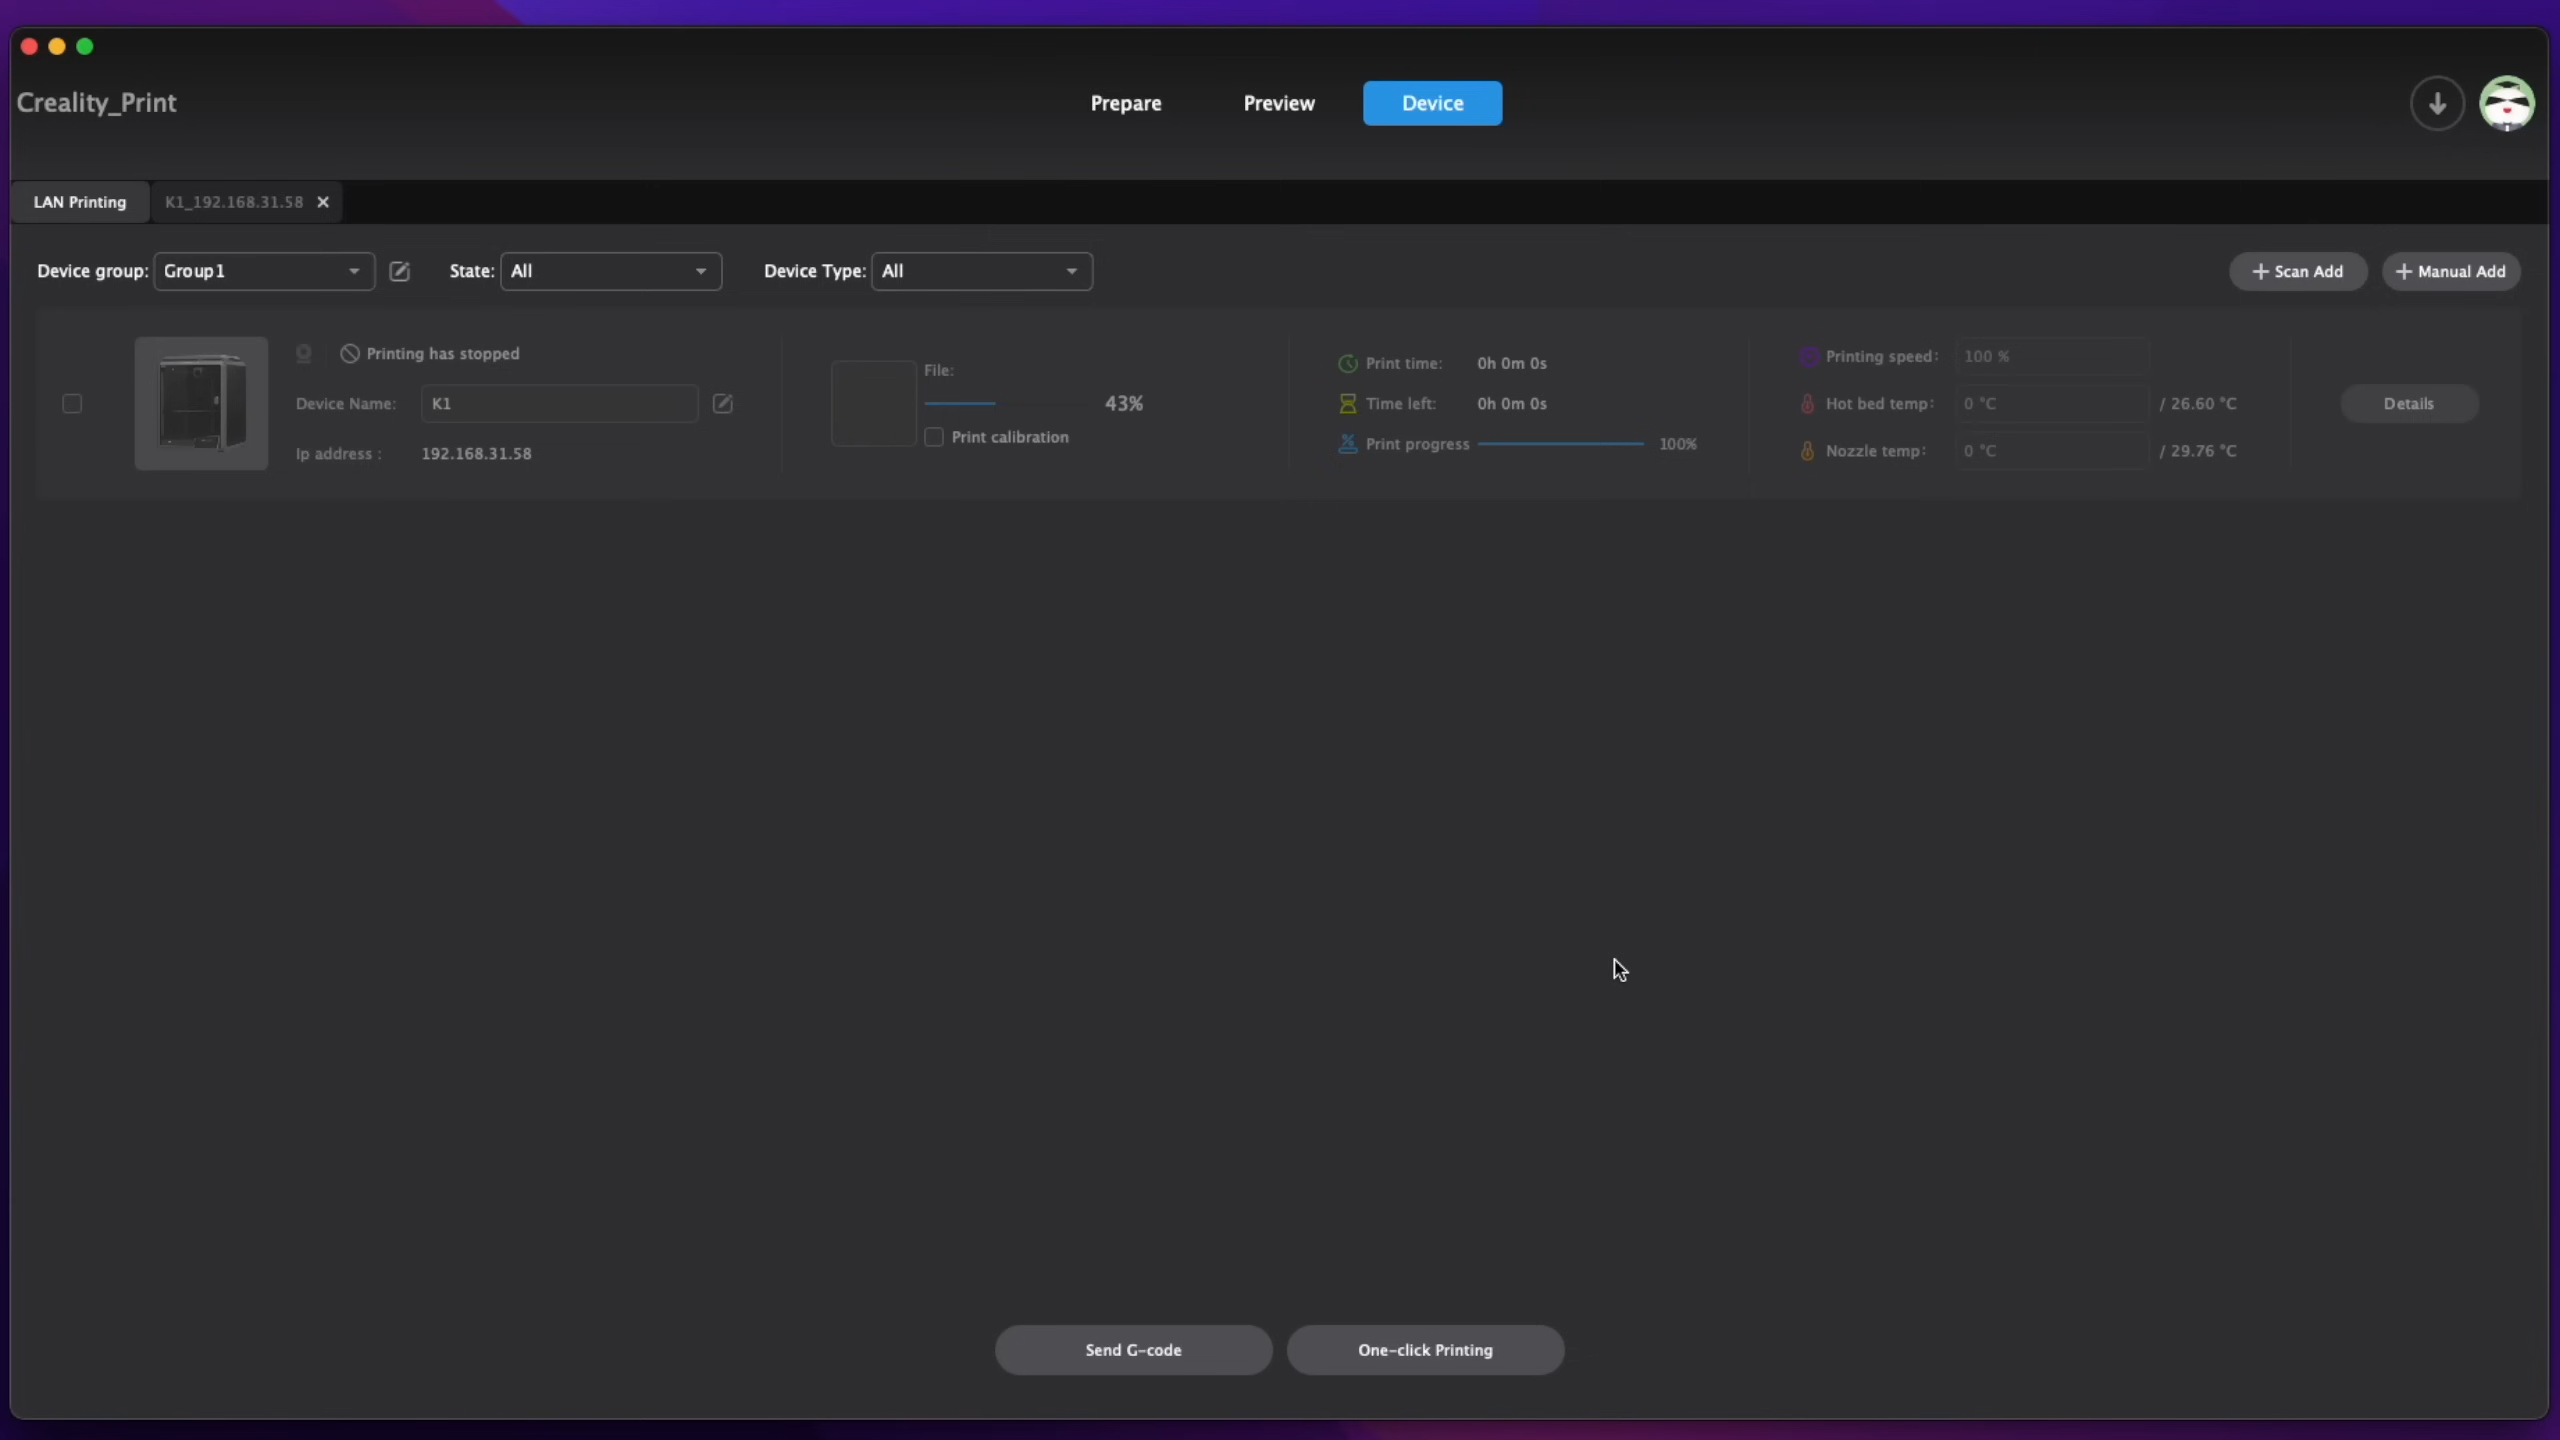 Creality_Print
Prepare Preview Device
LAN Printing K1_192.168.31.58
Device group: Group1 State: All Device Type: All + Scan Add + Manual Add
Printing has stopped
Device Name: K1
Ip address : 192.168.31.58
File:
43%
Print calibration
Print time: 0h 0m 0s
Time left: 0h 0m 0s
Print progress 100%
Printing speed: 100 %
Hot bed temp: 0 °C / 26.60 °C
Nozzle temp: 0 °C / 29.76 °C
Details
Send G-code One-click Printing